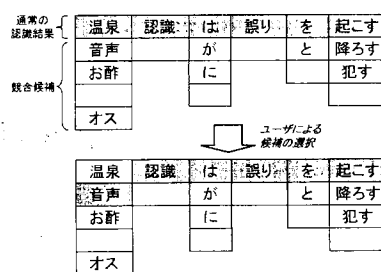 通常の
認識結果
温泉 認識 は 誤り を 起こす
競合候補
音声 が と 降ろす
お酢 に 犯す
オス
ユーザによる
候補の選択
温泉 認識 は 誤り を 起こす
音声 が と 降ろす
お酢 に 犯す
オス